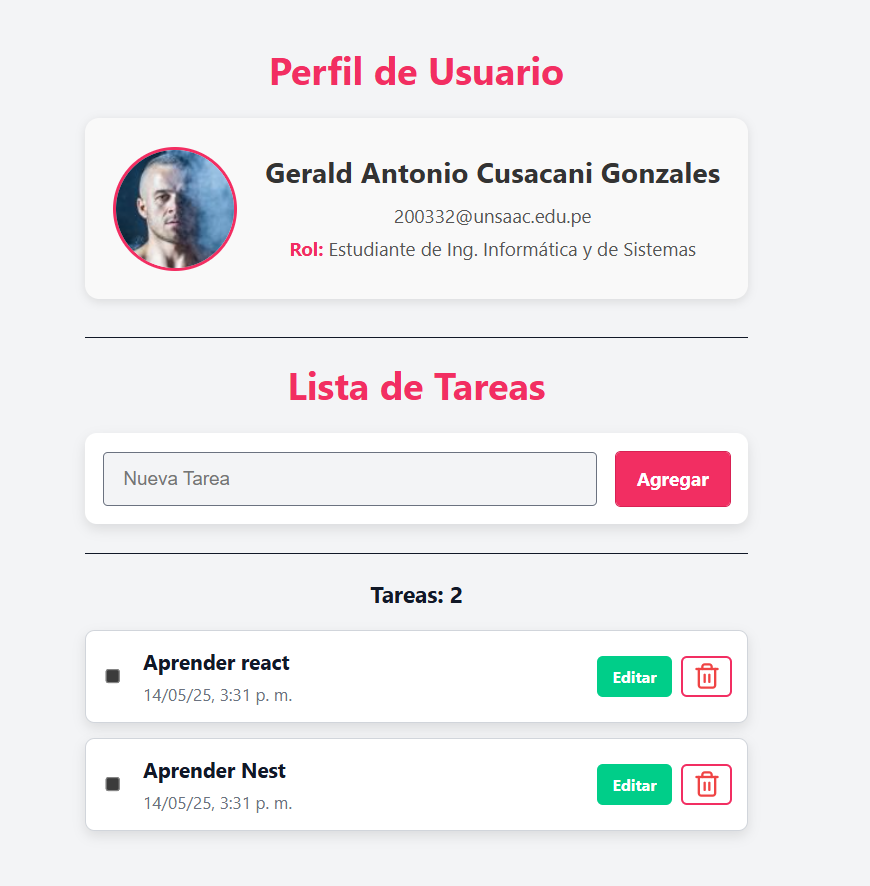 Perfil de Usuario
Gerald Antonio Cusacani Gonzales
200332@unsaac.edu.pe
Rol: Estudiante de Ing. Informática y de Sistemas
Lista de Tareas
Nueva Tarea
Agregar
Tareas: 2
Aprender react
14/05/25, 3:31 p. m.
Editar
Aprender Nest
14/05/25, 3:31 p. m.
Editar